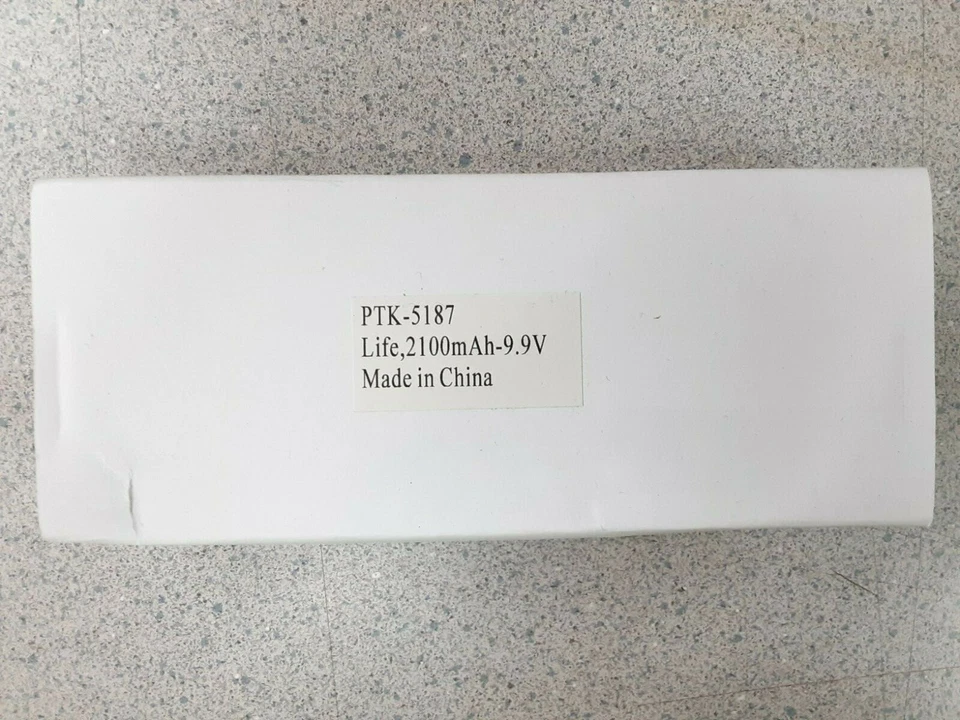 PTK-5187
Life,2100mAh-9.9V
Made in China